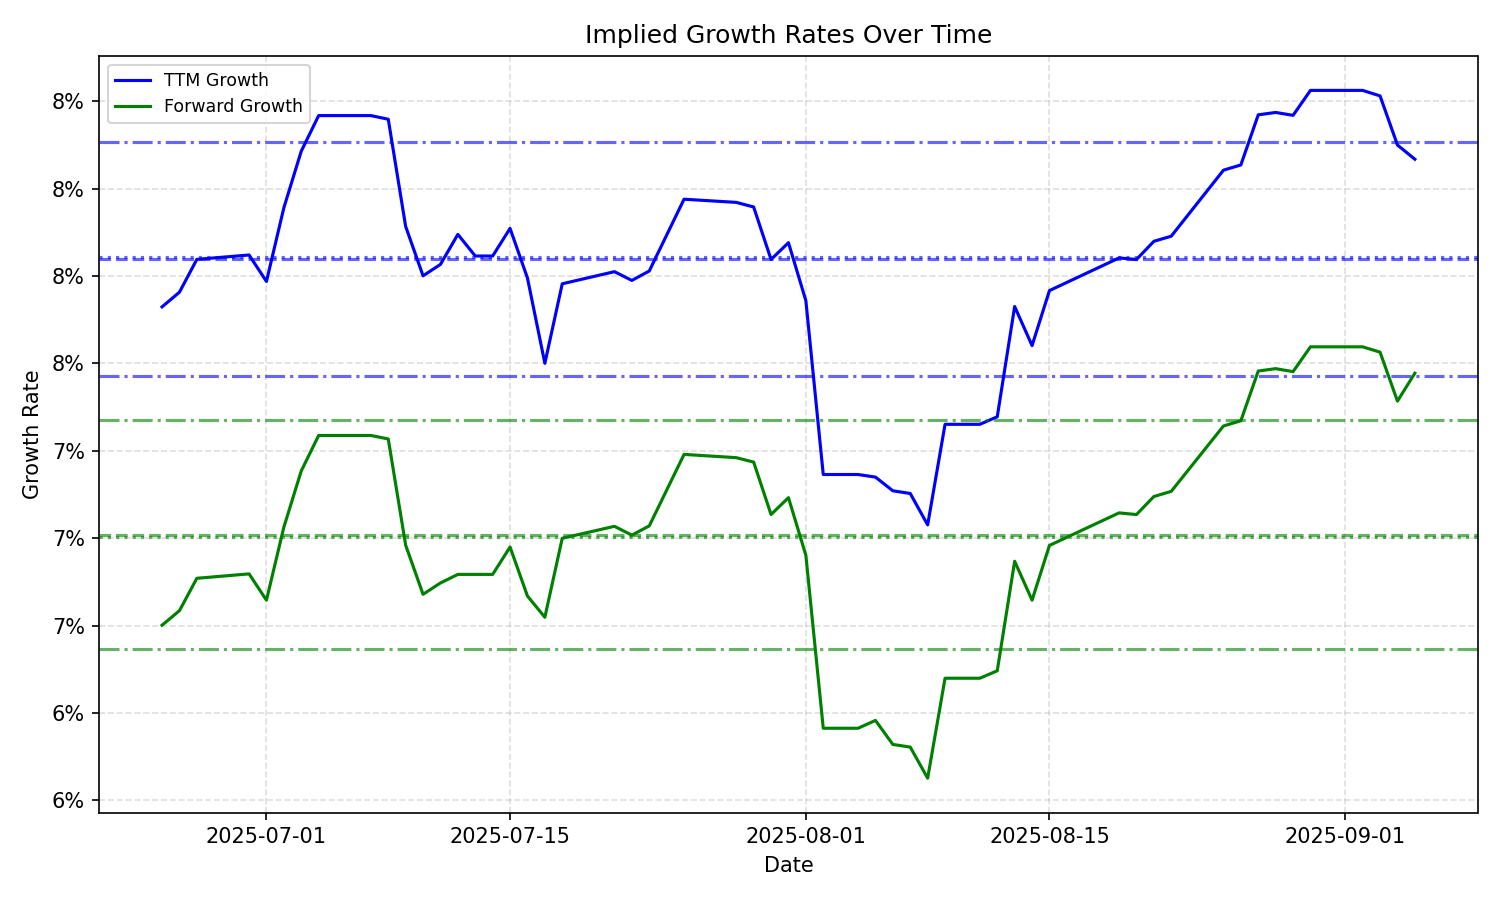 Implied Growth Rates Over Time
TTM Growth
Forward Growth
8%
8%
8%
8%
7%
7%
7%
6%
6%
Growth Rate
2025-07-01
2025-07-15
2025-08-01
2025-08-15
2025-09-01
Date